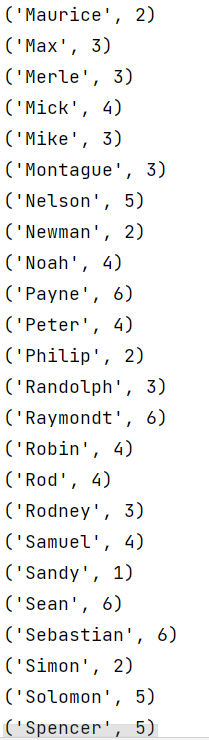 ('Maurice', 2)
('Max', 3)
('Merle', 3)
('Mick', 4)
('Mike', 3)
('Montague', 3)
('Nelson', 5)
('Newman', 2)
('Noah', 4)
('Payne', 6)
('Peter', 4)
('Philip', 2)
('Randolph', 3)
('Raymondt', 6)
('Robin', 4)
('Rod', 4)
('Rodney', 3)
('Samuel', 4)
('Sandy', 1)
('Sean', 6)
('Sebastian', 6)
('Simon', 2)
('Solomon', 5)
('Spencer', 5)